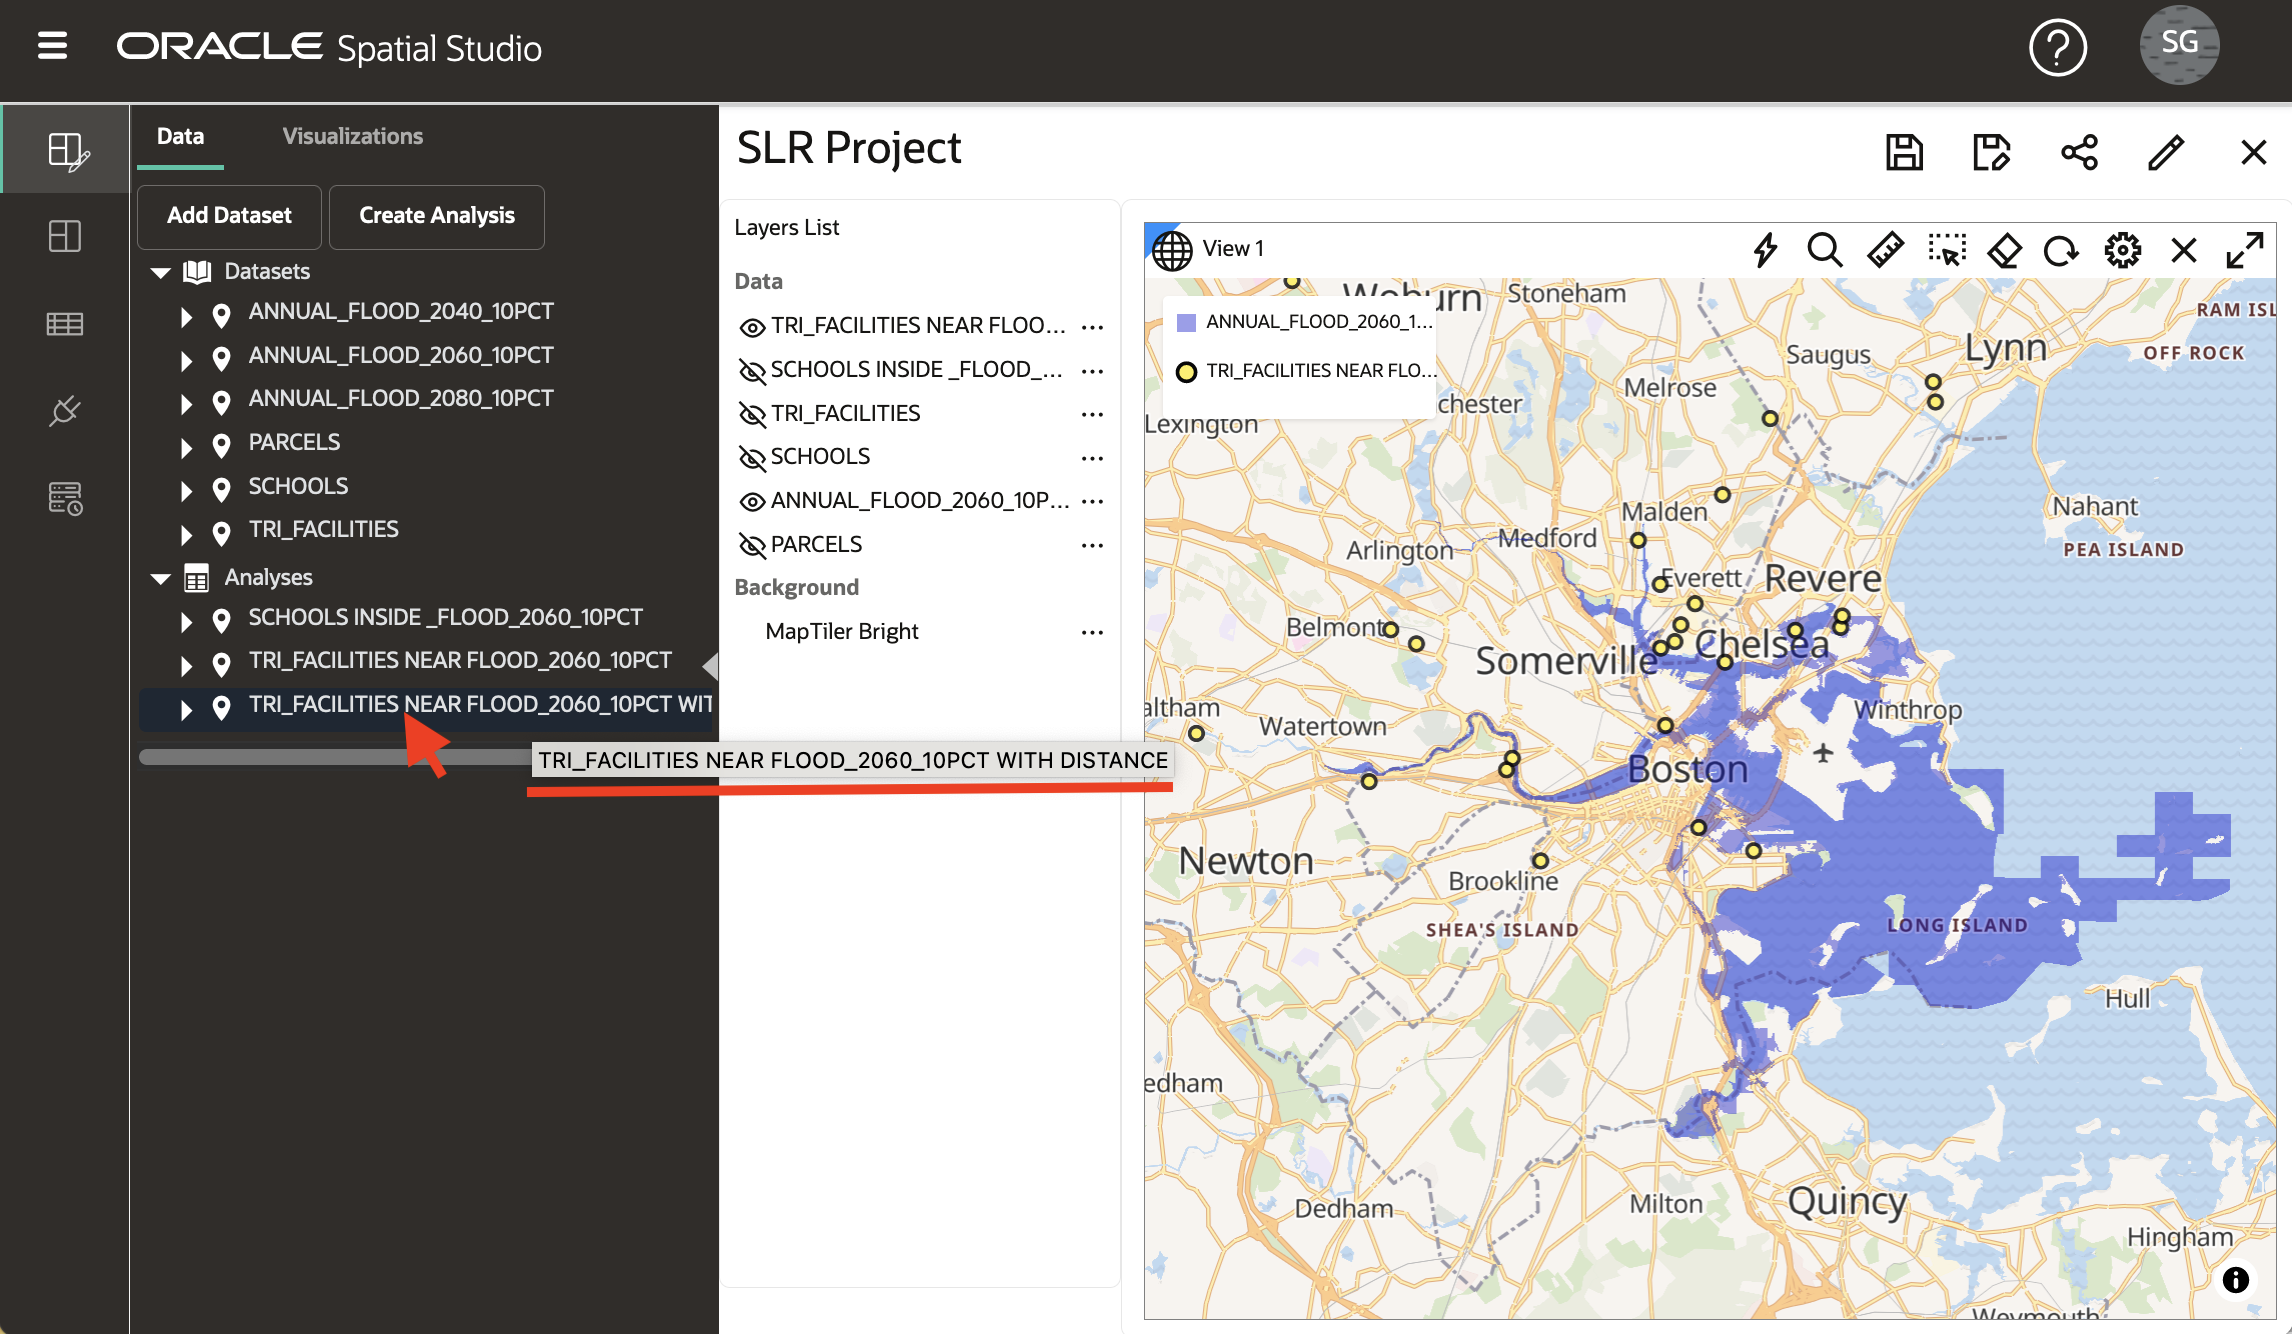 ORACLE Spatial Studio
SG
Data
Visualizations
Add Dataset
Create Analysis
Datasets
ANNUAL_FLOOD_2040_10PCT
ANNUAL_FLOOD_2060_10PCT
ANNUAL_FLOOD_2080_10PCT
PARCELS
SCHOOLS
TRI_FACILITIES
Analyses
SCHOOLS INSIDE _FLOOD_2060_10PCT
TRI_FACILITIES NEAR FLOOD_2060_10PCT
TRI_FACILITIES NEAR FLOOD_2060_10PCT WIT
TRI_FACILITIES NEAR FLOOD_2060_10PCT WITH DISTANCE
SLR Project
Layers List
Data
TRI_FACILITIES NEAR FLOO...
SCHOOLS INSIDE _FLOOD_...
TRI_FACILITIES
SCHOOLS
ANNUAL_FLOOD_2060_10P...
PARCELS
Background
MapTiler Bright
View 1
ANNUAL_FLOOD_2060_1...
TRI_FACILITIES NEAR FLO...
Woburn
Stoneham
RAM ISL
OFF ROCK
Lynn
Saugus
Melrose
chester
Lexington
Nahant
PEA ISLAND
Malden
Medford
Arlington
Everett
Revere
Belmont
Chelsea
Somerville
altham
Watertown
Winthrop
Boston
Newton
Brookline
SHEA'S ISLAND
LONG ISLAND
Hull
edham
Dedham
Milton
Quincy
Hingham
Weymouth